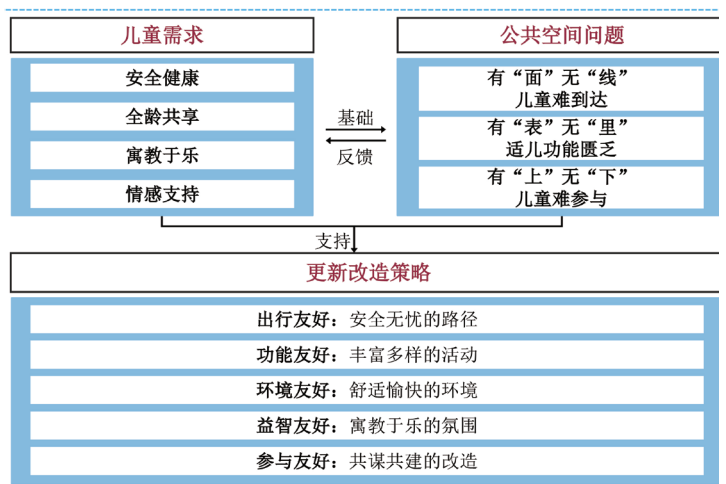 儿童需求
安全健康
全龄共享
寓教于乐
情感支持
基础
反馈
公共空间问题
有“面”无“线”
儿童难到达
有“表”无“里”
适儿功能匮乏
有“上”无“下”
儿童难参与
支持
更新改造策略
出行友好：安全无忧的路径
功能友好：丰富多样的活动
环境友好：舒适愉快的环境
益智友好：寓教于乐的氛围
参与友好：共谋共建的改造